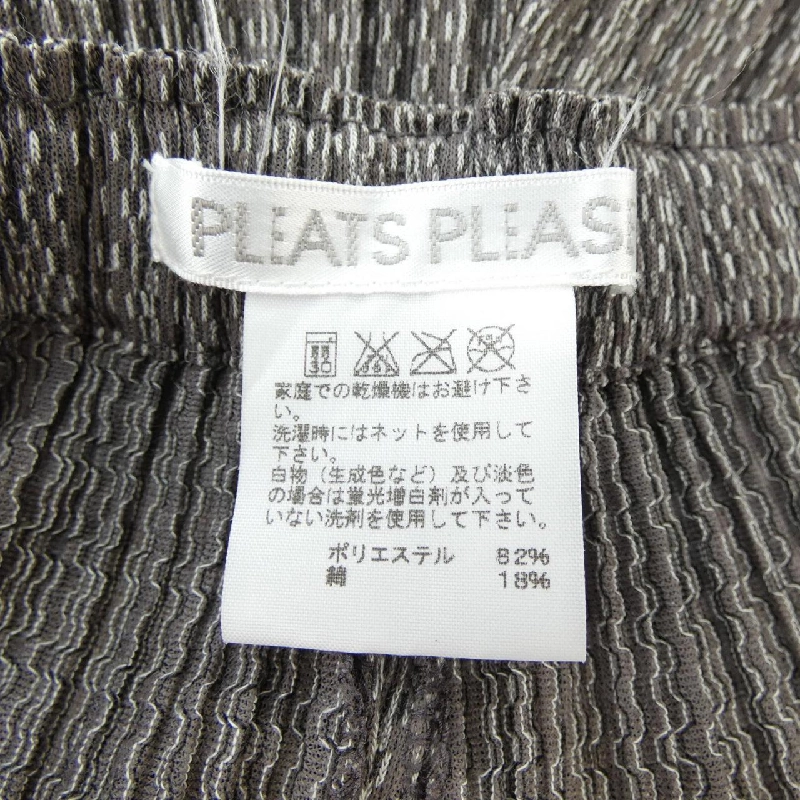 PLEATS PLEAS
30
家庭での乾燥機はお避け下さ
い。
洗濯時にはネットを使用して
下さい。
白物（生成色など）及び淡色
の場合は蛍光増白剤が入って
いない洗剤を使用して下さい。
ポリエステル 82%
綿 18%